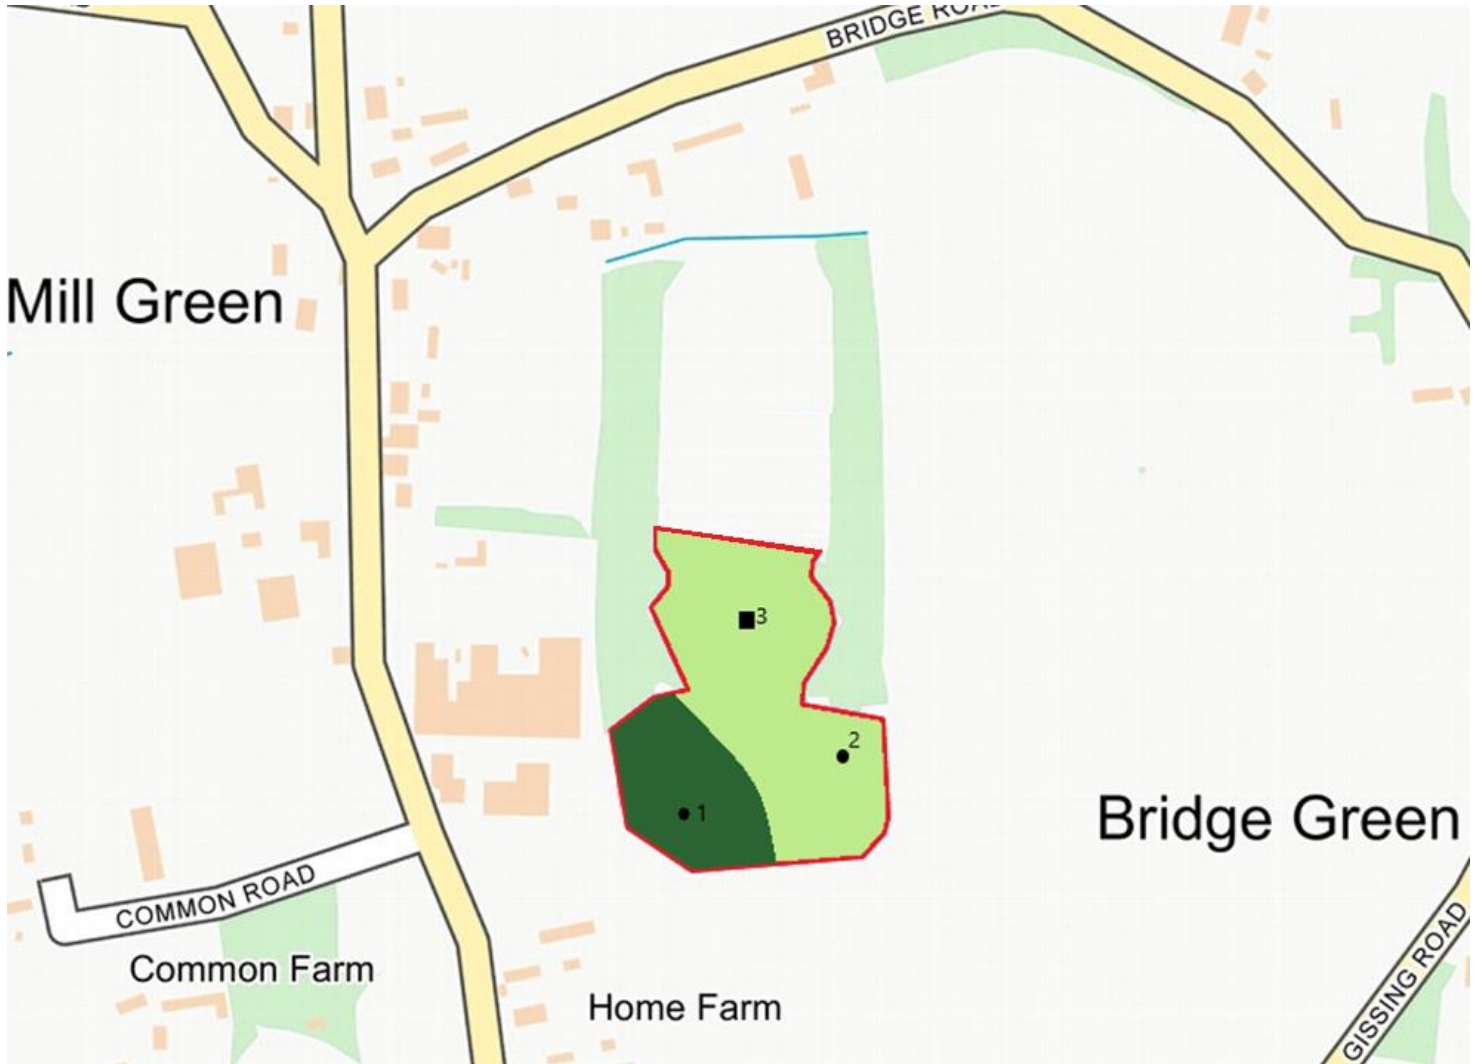 BRIDGE ROAD
Mill Green
3
2
1
Bridge Green
COMMON ROAD
Common Farm
Home Farm
GISSING ROAD